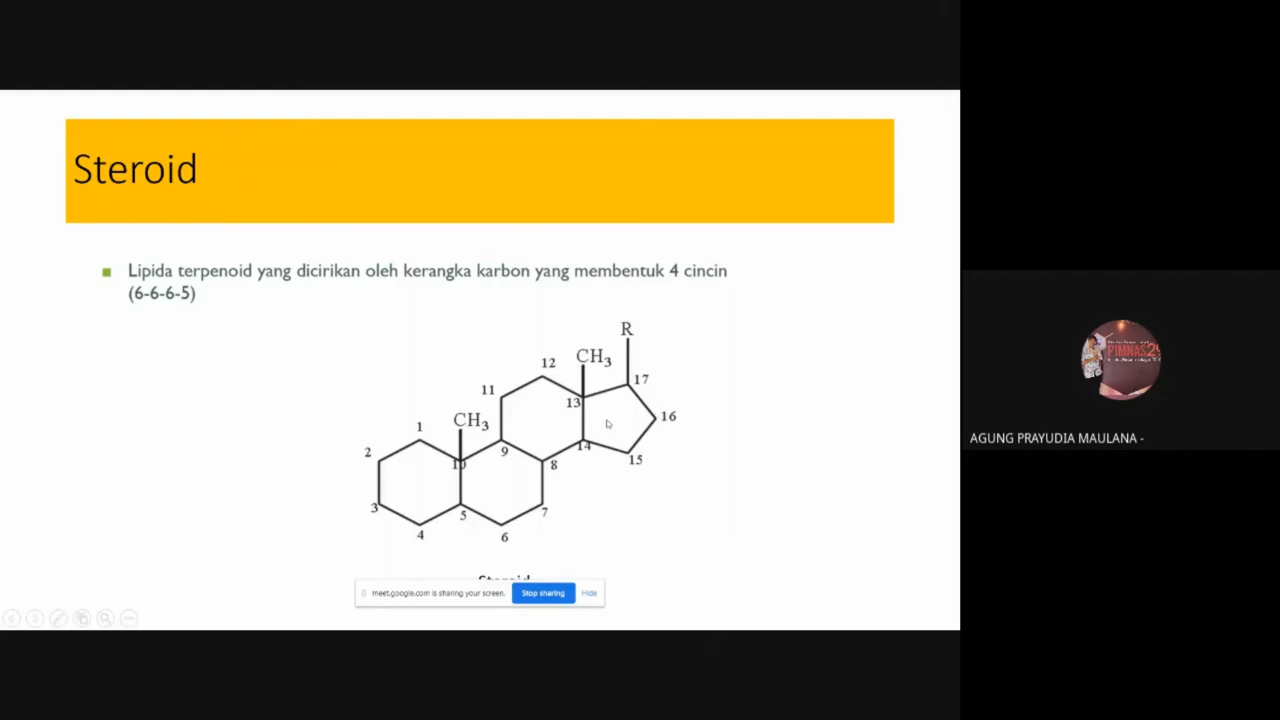 Steroid
Lipida terpenoid yang dicirikan oleh kerangka karbon yang membentuk 4 cincin
(6-6-6-5)
R
CH3
12
17
11
13
16
CH3
1
10
9
14
2
8
15
3
5
7
4
6
Steroid
meet.google.com is sharing your screen.
Stop sharing
Hide
PIMNAS29
AGUNG PRAYUDIA MAULANA -